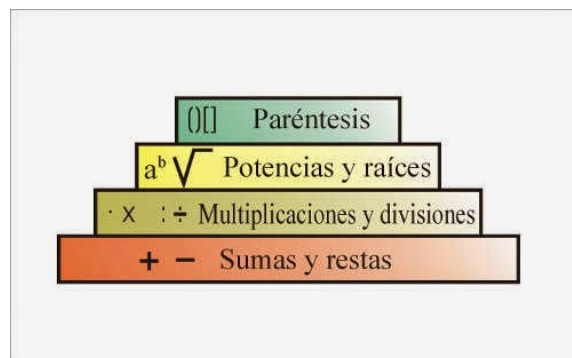 ()[] Paréntesis
aᵇ √ Potencias y raíces
· x : ÷ Multiplicaciones y divisiones
+ − Sumas y restas